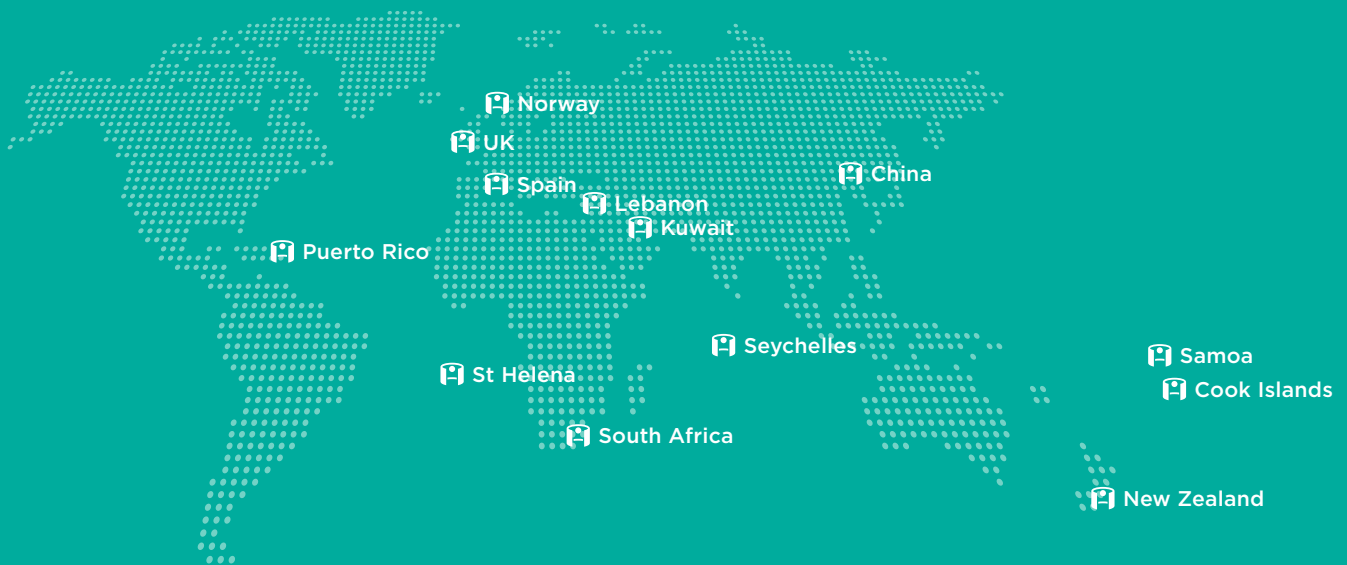 Norway
UK
China
Spain
Lebanon
Kuwait
Puerto Rico
Seychelles
Samoa
St Helena
Cook Islands
South Africa
New Zealand